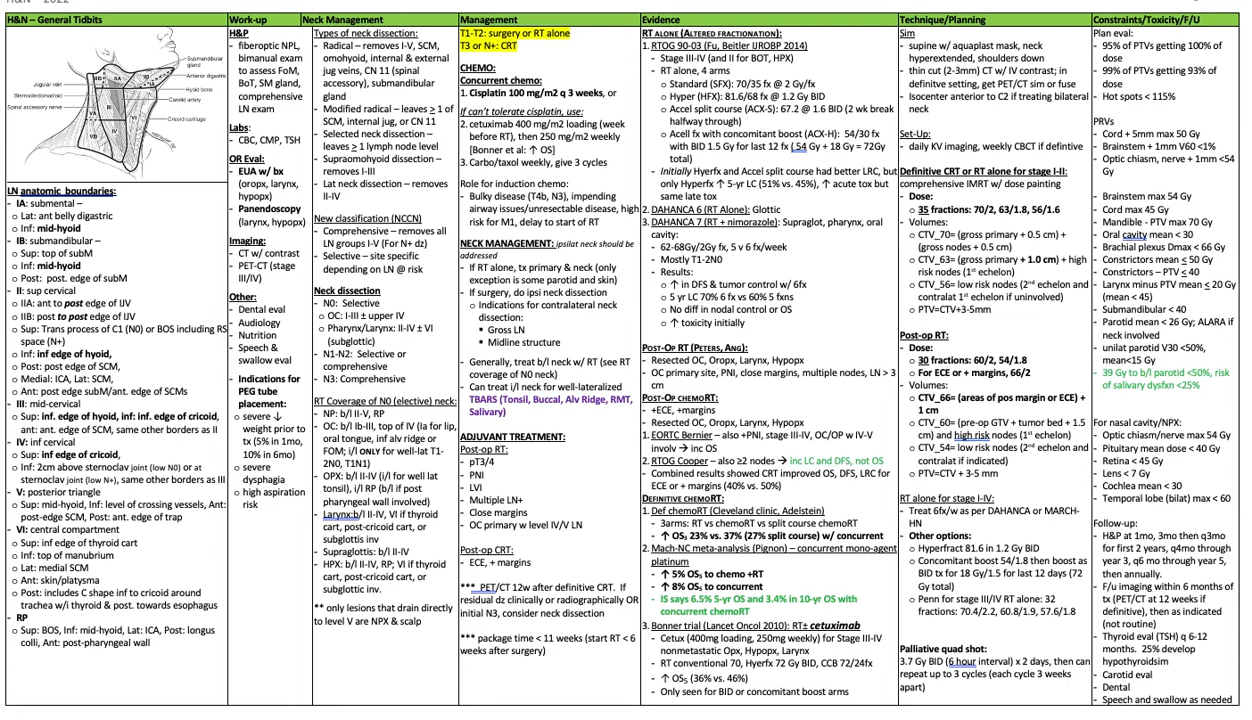 H&N - 2022
H&N – General Tidbits
Submandibular
gland
Anterior digastric
Hyoid bone
Carotid artery
Cricoid cartilage
Jugular vein
Sternocleidomastoid
Spinal accessory nerve
IIB
IIA
III
IV
VA
VB
VI
LN anatomic boundaries:
- IA: submental –
o Lat: ant belly digastric
o Inf: mid-hyoid
- IB: submandibular –
o Sup: top of subM
o Inf: mid-hyoid
o Post: post. edge of subM
- II: sup cervical
o IIA: ant to post edge of IJV
o IIB: post to post edge of IJV
o Sup: Trans process of C1 (N0) or BOS including RS
space (N+)
o Inf: inf edge of hyoid,
o Post: post edge of SCM,
o Medial: ICA, Lat: SCM,
o Ant: post edge subM/ant. edge of SCMs
- III: mid-cervical
o Sup: inf. edge of hyoid, inf: inf. edge of cricoid,
ant: ant. edge of SCM, same other borders as II
- IV: inf cervical
o Sup: inf edge of cricoid,
o Inf: 2cm above sternoclav joint (low N0) or at
sternoclav joint (low N+), same other borders as III
- V: posterior triangle
o Sup: mid-hyoid, Inf: level of crossing vessels, Ant:
post-edge SCM, Post: ant. edge of trap
- VI: central compartment
o Sup: inf edge of thyroid cart
o Inf: top of manubrium
o Lat: medial SCM
o Ant: skin/platysma
o Post: includes C shape inf to cricoid around
trachea w/i thyroid & post. towards esophagus
- RP
o Sup: BOS, Inf: mid-hyoid, Lat: ICA, Post: longus
colli, Ant: post-pharyngeal wall
Work-up
H&P
- fiberoptic NPL,
bimanual exam
to assess FoM,
BoT, SM gland,
comprehensive
LN exam
Labs:
- CBC, CMP, TSH
OR Eval:
- EUA w/ bx
(oropx, larynx,
hypopx)
- Panendoscopy
(larynx, hypopx)
Imaging:
- CT w/ contrast
- PET-CT (stage
III/IV)
Other:
- Dental eval
- Audiology
- Nutrition
- Speech &
swallow eval
- Indications for
PEG tube
placement:
o severe ↓
weight prior to
tx (5% in 1mo,
10% in 6mo)
o severe
dysphagia
o high aspiration
risk
Neck Management
Types of neck dissection:
- Radical – removes I-V, SCM,
omohyoid, internal & external
jug veins, CN 11 (spinal
accessory), submandibular
gland
- Modified radical – leaves ≥ 1 of
SCM, internal jug, or CN 11
- Selected neck dissection –
leaves ≥ 1 lymph node level
- Supraomohyoid dissection –
removes I-III
- Lat neck dissection – removes
II-IV
New classification (NCCN)
- Comprehensive – removes all
LN groups I-V (For N+ dz)
- Selective – site specific
depending on LN @ risk
Neck dissection
- N0: Selective
o OC: I-III ± upper IV
o Pharynx/Larynx: II-IV ± VI
(subglottic)
- N1-N2: Selective or
comprehensive
- N3: Comprehensive
RT Coverage of N0 (elective) neck:
- NP: b/l II-V, RP
- OC: b/l Ib-III, top of IV (Ia for lip,
oral tongue, inf alv ridge or
FOM; i/l ONLY for well-lat T1-
2N0, T1N1)
- OPX: b/l II-IV (i/l for well lat
tonsil), i/l RP (b/l if post
pharyngeal wall involved)
- Larynx:b/l II-IV, VI if thyroid
cart, post-cricoid cart, or
subglottis inv
- Supraglottis: b/l II-IV
- HPX: b/l II-IV, RP; VI if thyroid
cart, post-cricoid cart, or
subglottic inv.
** only lesions that drain directly
to level V are NPX & scalp
Management
T1-T2: surgery or RT alone
T3 or N+: CRT
CHEMO:
Concurrent chemo:
1. Cisplatin 100 mg/m2 q 3 weeks, or
If can't tolerate cisplatin, use:
2. cetuximab 400 mg/m2 loading (week
before RT), then 250 mg/m2 weekly
[Bonner et al: ↑ OS]
3. Carbo/taxol weekly, give 3 cycles
Role for induction chemo:
- Bulky disease (T4b, N3), impending
airway issues/unresectable disease, high
risk for M1, delay to start of RT
NECK MANAGEMENT: ipsilat neck should be
addressed
- If RT alone, tx primary & neck (only
exception is some parotid and skin)
- If surgery, do ipsi neck dissection
o Indications for contralateral neck
dissection:
▪ Gross LN
▪ Midline structure
- Generally, treat b/l neck w/ RT (see RT
coverage of N0 neck)
- Can treat i/l neck for well-lateralized
TBARS (Tonsil, Buccal, Alv Ridge, RMT,
Salivary)
ADJUVANT TREATMENT:
Post-op RT:
- pT3/4
- PNI
- LVI
- Multiple LN+
- Close margins
- OC primary w level IV/V LN
Post-op CRT:
- ECE, + margins
*** PET/CT 12w after definitive CRT. If
residual dz clinically or radiographically OR
initial N3, consider neck dissection
*** package time < 11 weeks (start RT < 6
weeks after surgery)
Evidence
RT ALONE (ALTERED FRACTIONATION):
1. RTOG 90-03 (Fu, Beitler IJROBP 2014)
- Stage III-IV (and II for BOT, HPX)
- RT alone, 4 arms
o Standard (SFX): 70/35 fx @ 2 Gy/fx
o Hyper (HFX): 81.6/68 fx @ 1.2 Gy BID
o Accel split course (ACX-S): 67.2 @ 1.6 BID (2 wk break
halfway through)
o Acell fx with concomitant boost (ACX-H): 54/30 fx
with BID 1.5 Gy for last 12 fx (.54 Gy + 18 Gy = 72Gy
total)
- Initially Hyerfx and Accel split course had better LRC, but
only Hyperfx ↑ 5-yr LC (51% vs. 45%), ↑ acute tox but
same late tox
2. DAHANCA 6 (RT Alone): Glottic
3. DAHANCA 7 (RT + nimorazole): Supraglot, pharynx, oral
cavity:
- 62-68Gy/2Gy fx, 5 v 6 fx/week
- Mostly T1-2N0
- Results:
o ↑ in DFS & tumor control w/ 6fx
o 5 yr LC 70% 6 fx vs 60% 5 fxns
o No diff in nodal control or OS
o ↑ toxicity initially
POST-OP RT (PETERS, ANG):
- Resected OC, Oropx, Larynx, Hypopx
- OC primary site, PNI, close margins, multiple nodes, LN > 3
cm
POST-OP CHEMORT:
- +ECE, +margins
- Resected OC, Oropx, Larynx, Hypopx
1. EORTC Bernier – also +PNI, stage III-IV, OC/OP w IV-V
involv → inc OS
2. RTOG Cooper – also ≥2 nodes → inc LC and DFS, not OS
- Combined results showed CRT improved OS, DFS, LRC for
ECE or + margins (40% vs. 50%)
DEFINITIVE CHEMORT:
1. Def chemoRT (Cleveland clinic, Adelstein)
- 3arms: RT vs chemoRT vs split course chemoRT
- ↑ OS₃ 23% vs. 37% (27% split course) w/ concurrent
2. Mach-NC meta-analysis (Pignon) – concurrent mono-agent
platinum
- ↑ 5% OS₅ to chemo +RT
- ↑ 8% OS₅ to concurrent
- IS says 6.5% 5-yr OS and 3.4% in 10-yr OS with
concurrent chemoRT
3. Bonner trial (Lancet Oncol 2010): RT± cetuximab
- Cetux (400mg loading, 250mg weekly) for Stage III-IV
nonmetastatic Opx, Hypopx, Larynx
- RT conventional 70, Hyerfx 72 Gy BID, CCB 72/24fx
- ↑ OS₅ (36% vs. 46%)
- Only seen for BID or concomitant boost arms
Technique/Planning
Sim
- supine w/ aquaplast mask, neck
hyperextended, shoulders down
- thin cut (2-3mm) CT w/ IV contrast; in
definitve setting, get PET/CT sim or fuse
- Isocenter anterior to C2 if treating bilateral
neck
Set-Up:
- daily KV imaging, weekly CBCT if defintive
Definitive CRT or RT alone for stage I-II:
comprehensive IMRT w/ dose painting
- Dose:
o 35 fractions: 70/2, 63/1.8, 56/1.6
- Volumes:
o CTV_70= (gross primary + 0.5 cm) +
(gross nodes + 0.5 cm)
o CTV_63= (gross primary + 1.0 cm) + high
risk nodes (1st echelon)
o CTV_56= low risk nodes (2nd echelon and
contralat 1st echelon if uninvolved)
o PTV=CTV+3-5mm
Post-op RT:
- Dose:
o 30 fractions: 60/2, 54/1.8
o For ECE or + margins, 66/2
- Volumes:
o CTV_66= (areas of pos margin or ECE) +
1 cm
o CTV_60= (pre-op GTV + tumor bed + 1.5
cm) and high risk nodes (1st echelon)
o CTV_54= low risk nodes (2nd echelon and
contralat if indicated)
o PTV=CTV + 3-5 mm
RT alone for stage I-IV:
- Treat 6fx/w as per DAHANCA or MARCH-
HN
- Other options:
o Hyperfract 81.6 in 1.2 Gy BID
o Concomitant boost 54/1.8 then boost as
BID tx for 18 Gy/1.5 for last 12 days (72
Gy total)
o Penn for stage III/IV RT alone: 32
fractions: 70.4/2.2, 60.8/1.9, 57.6/1.8
Palliative quad shot:
3.7 Gy BID (6 hour interval) x 2 days, then can
repeat up to 3 cycles (each cycle 3 weeks
apart)
Constraints/Toxicity/F/U
Plan eval:
- 95% of PTVs getting 100% of
dose
- 99% of PTVs getting 93% of
dose
- Hot spots < 115%
PRVs
- Cord + 5mm max 50 Gy
- Brainstem + 1mm V60 <1%
- Optic chiasm, nerve + 1mm <54
Gy
- Brainstem max 54 Gy
- Cord max 45 Gy
- Mandible - PTV max 70 Gy
- Oral cavity mean < 30
- Brachial plexus Dmax < 66 Gy
- Constrictors mean ≤ 50 Gy
- Constrictors – PTV ≤ 40
- Larynx minus PTV mean ≤ 20 Gy
(mean < 45)
- Submandibular < 40
- Parotid mean < 26 Gy; ALARA if
neck involved
- unilat parotid V30 <50%,
mean<15 Gy
- 39 Gy to b/l parotid <50%, risk
of salivary dysfxn <25%
For nasal cavity/NPX:
- Optic chiasm/nerve max 54 Gy
- Pituitary mean dose < 40 Gy
- Retina < 45 Gy
- Lens < 7 Gy
- Cochlea mean < 30
- Temporal lobe (bilat) max < 60
Follow-up:
- H&P at 1mo, 3mo then q3mo
for first 2 years, q4mo through
year 3, q6 mo through year 5,
then annually.
- F/u imaging within 6 months of
tx (PET/CT at 12 weeks if
definitive), then as indicated
(not routine)
- Thyroid eval (TSH) q 6-12
months. 25% develop
hypothyroidsim
- Carotid eval
- Dental
- Speech and swallow as needed